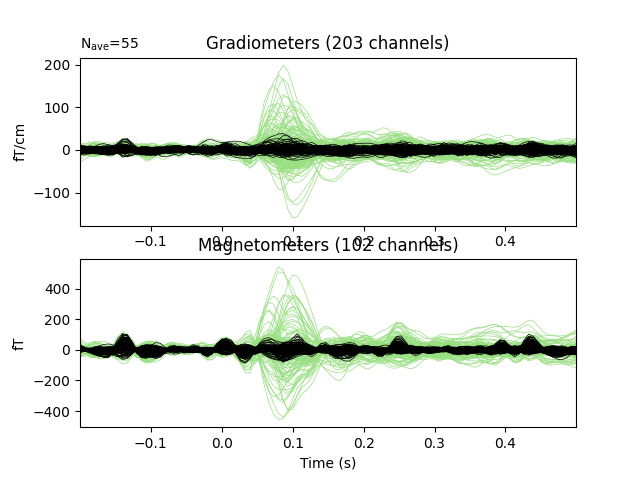 N_ave=55
Gradiometers (203 channels)
200
100
0
−100
fT/cm
−0.1 0.0 0.1 0.2 0.3 0.4
Magnetometers (102 channels)
400
200
0
−200
−400
fT
−0.1 0.0 0.1 0.2 0.3 0.4
Time (s)